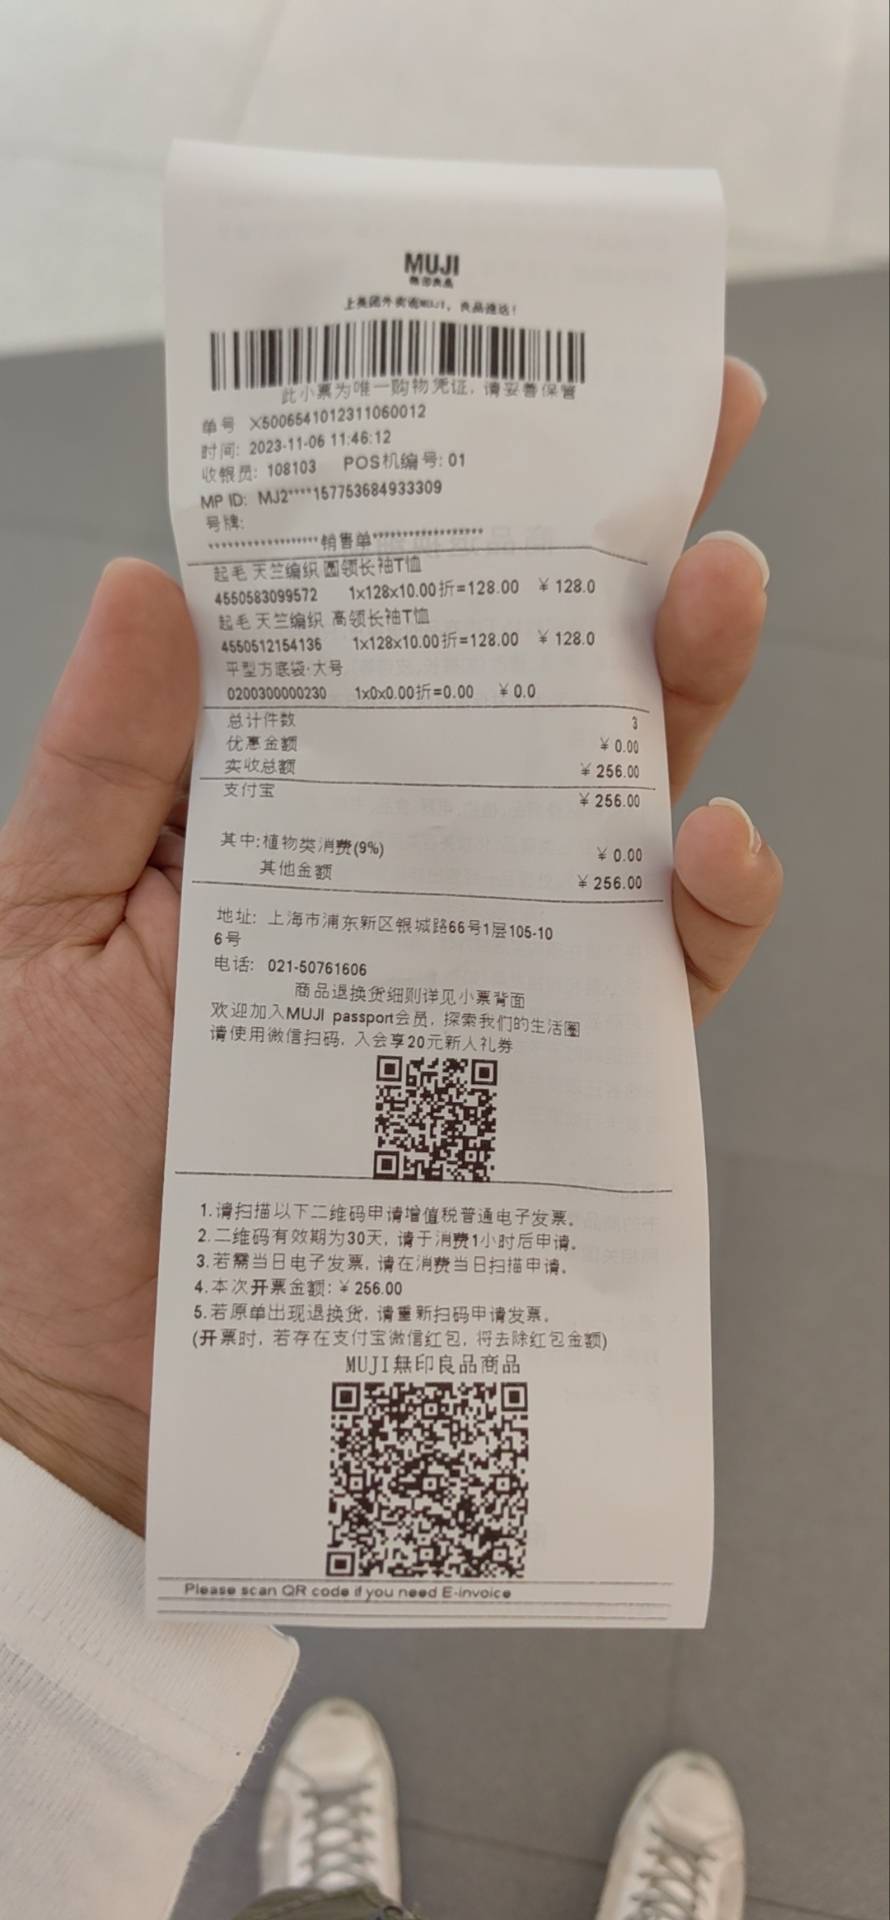 MUJI
無印良品
上美团外卖逛MUJI，良品速达！
此小票为唯一购物凭证，请妥善保管
单号 X5006541012311060012
时间: 2023-11-06 11:46:12
收银员: 108103 POS机编号: 01
MP ID: MJ2****157753684933309
号牌:
******************销售单******************
起毛 天竺编织 圆领长袖T恤
4550583099572 1x128x10.00折=128.00 ￥128.0
起毛 天竺编织 高领长袖T恤
4550512154136 1x128x10.00折=128.00 ￥128.0
平型方底袋·大号
0200300000230 1x0x0.00折=0.00 ￥0.0
总计件数 3
优惠金额 ￥0.00
实收总额 ￥256.00
支付宝 ￥256.00
其中:植物类消费(9%) ￥0.00
其他金额 ￥256.00
地址: 上海市浦东新区银城路66号1层105-10
6号
电话: 021-50761606
商品退换货细则详见小票背面
欢迎加入MUJI passport会员, 探索我们的生活圈
请使用微信扫码, 入会享20元新人礼券
1.请扫描以下二维码申请增值税普通电子发票。
2.二维码有效期为30天, 请于消费1小时后申请。
3.若需当日电子发票, 请在消费当日扫描申请。
4.本次开票金额: ￥256.00
5.若原单出现退换货, 请重新扫码申请发票。
(开票时, 若存在支付宝微信红包, 将去除红包金额)
MUJI無印良品商品
Please scan QR code if you need E-invoice